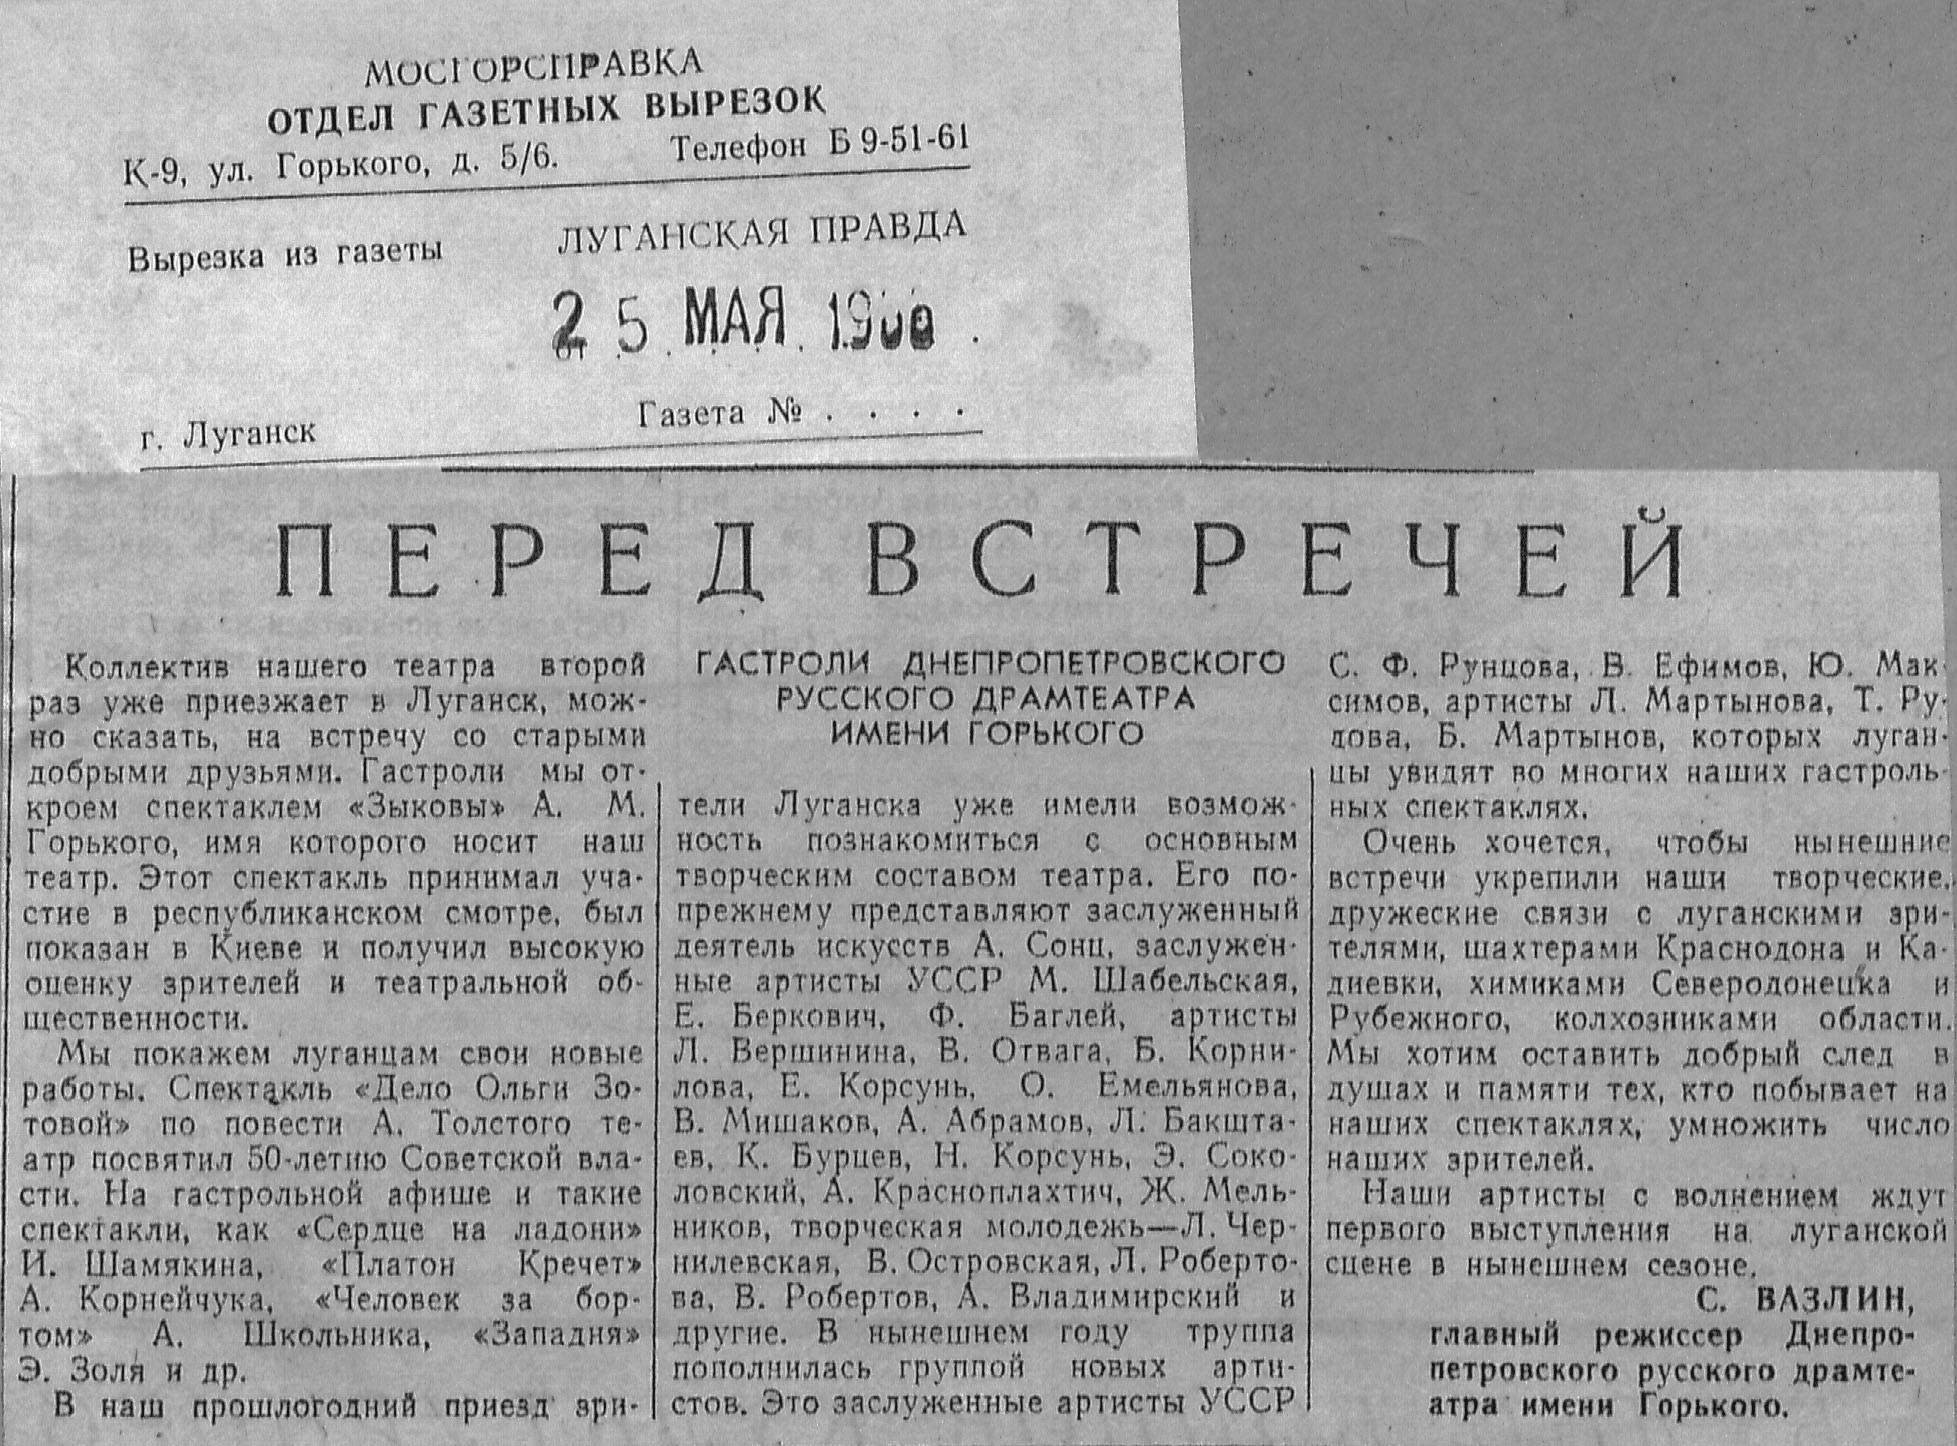 МОСГОРСПРАВКА
ОТДЕЛ ГАЗЕТНЫХ ВЫРЕЗОК
К-9, ул. Горького, д. 5/6. Телефон Б 9-51-61
Вырезка из газеты ЛУГАНСКАЯ ПРАВДА
от 25 МАЯ
г. Луганск Газета № . . . .
ПЕРЕД ВСТРЕЧЕЙ
Коллектив нашего театра второй
раз уже приезжает в Луганск, мож-
но сказать, на встречу со старыми
добрыми друзьями. Гастроли мы от-
кроем спектаклем «Зыковы» А. М.
Горького, имя которого носит наш
театр. Этот спектакль принимал уча-
стие в республиканском смотре, был
показан в Киеве и получил высокую
оценку зрителей и театральной об-
щественности.
Мы покажем луганцам свои новые
работы. Спектакль «Дело Ольги Зо-
товой» по повести А. Толстого те-
атр посвятил 50-летию Советской вла-
сти. На гастрольной афише и такие
спектакли, как «Сердце на ладони»
И. Шамякина, «Платон Кречет»
А. Корнейчука, «Человек за бор-
том» А. Школьника, «Западня»
Э. Золя и др.
В наш прошлогодний приезд зри-
ГАСТРОЛИ ДНЕПРОПЕТРОВСКОГО
РУССКОГО ДРАМТЕАТРА
ИМЕНИ ГОРЬКОГО
тели Луганска уже имели возмож-
ность познакомиться с основным
творческим составом театра. Его по-
прежнему представляют заслуженный
деятель искусств А. Сонц, заслужен-
ные артисты УССР М. Шабельская,
Е. Беркович, Ф. Баглей, артисты
Л. Вершинина, В. Отвага, Б. Корни-
лова, Е. Корсунь, О. Емельянова,
В. Мишаков, А. Абрамов, Л. Бакшта-
ев, К. Бурцев, Н. Корсунь, Э. Соко-
ловский, А. Красноплахтич, Ж. Мель-
ников, творческая молодежь—Л. Чер-
нилевская, В. Островская, Л. Роберто-
ва, В. Робертов, А. Владимирский и
другие. В нынешнем году труппа
пополнилась группой новых арти-
стов. Это заслуженные артисты УССР
С. Ф. Рунцова, В. Ефимов, Ю. Мак-
симов, артисты Л. Мартынова, Т. Ру-
дова, Б. Мартынов, которых луган-
цы увидят во многих наших гастроль-
ных спектаклях.
Очень хочется, чтобы нынешние
встречи укрепили наши творческие,
дружеские связи с луганскими зри-
телями, шахтерами Краснодона и Ка-
диевки, химиками Северодонецка и
Рубежного, колхозниками области.
Мы хотим оставить добрый след в
душах и памяти тех, кто побывает на
наших спектаклях, умножить число
наших зрителей.
Наши артисты с волнением ждут
первого выступления на луганской
сцене в нынешнем сезоне.
С. ВАЗЛИН,
главный режиссер Днепро-
петровского русского драмте-
атра имени Горького.